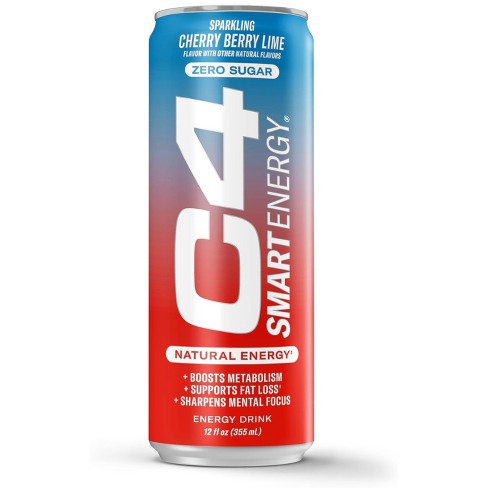 SPARKLING
CHERRY BERRY LIME
FLAVOR WITH OTHER NATURAL FLAVORS
ZERO SUGAR
C4
SMART ENERGY®
NATURAL ENERGY†
+ BOOSTS METABOLISM
+ SUPPORTS FAT LOSS‡
+ SHARPENS MENTAL FOCUS
ENERGY DRINK
12 fl oz (355 mL)